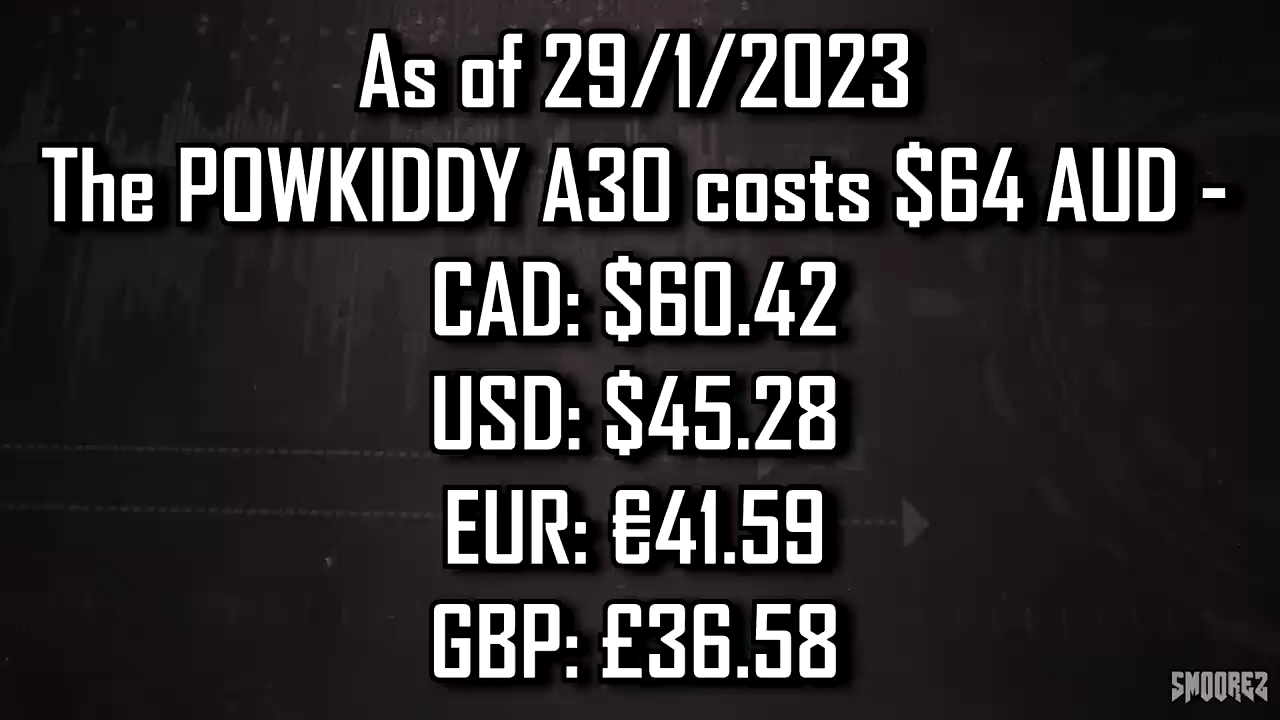 As of 29/1/2023
The POWKIDDY A30 costs $64 AUD -
CAD: $60.42
USD: $45.28
EUR: €41.59
GBP: £36.58
SMOOREZ